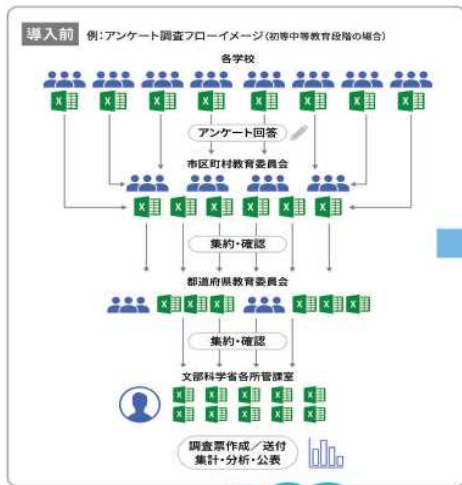 導入前 例:アンケート調査フローイメージ(初等中等教育段階の場合)
各学校
アンケート回答
市区町村教育委員会
集約・確認
都道府県教育委員会
集約・確認
文部科学省各所管課室
調査票作成/送付
集計・分析・公表